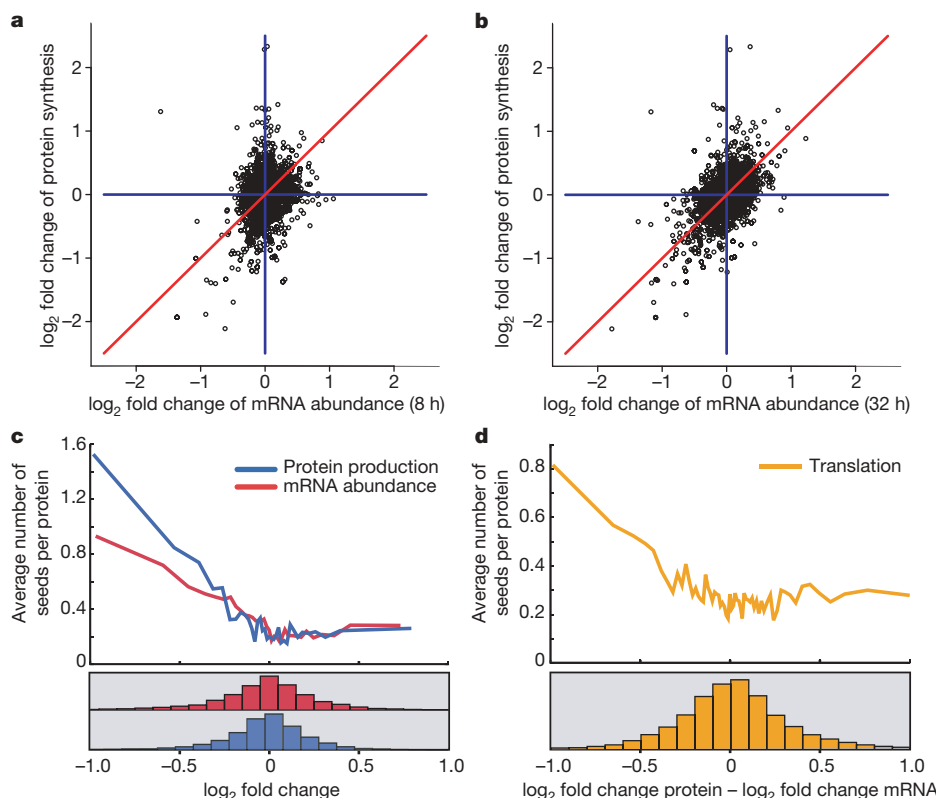 a
b
log2 fold change of protein synthesis
2
1
0
−1
−2
−2 −1 0 1 2
log2 fold change of mRNA abundance (8 h)
log2 fold change of protein synthesis
2
1
0
−1
−2
−2 −1 0 1 2
log2 fold change of mRNA abundance (32 h)
c
Average number of
seeds per protein
1.6
1.2
0.8
0.4
0
Protein production
mRNA abundance
−1.0 −0.5 0 0.5 1.0
log2 fold change
d
Average number of
seeds per protein
0.8
0.6
0.4
0.2
0
Translation
−1.0 −0.5 0 0.5 1.0
log2 fold change protein – log2 fold change mRNA